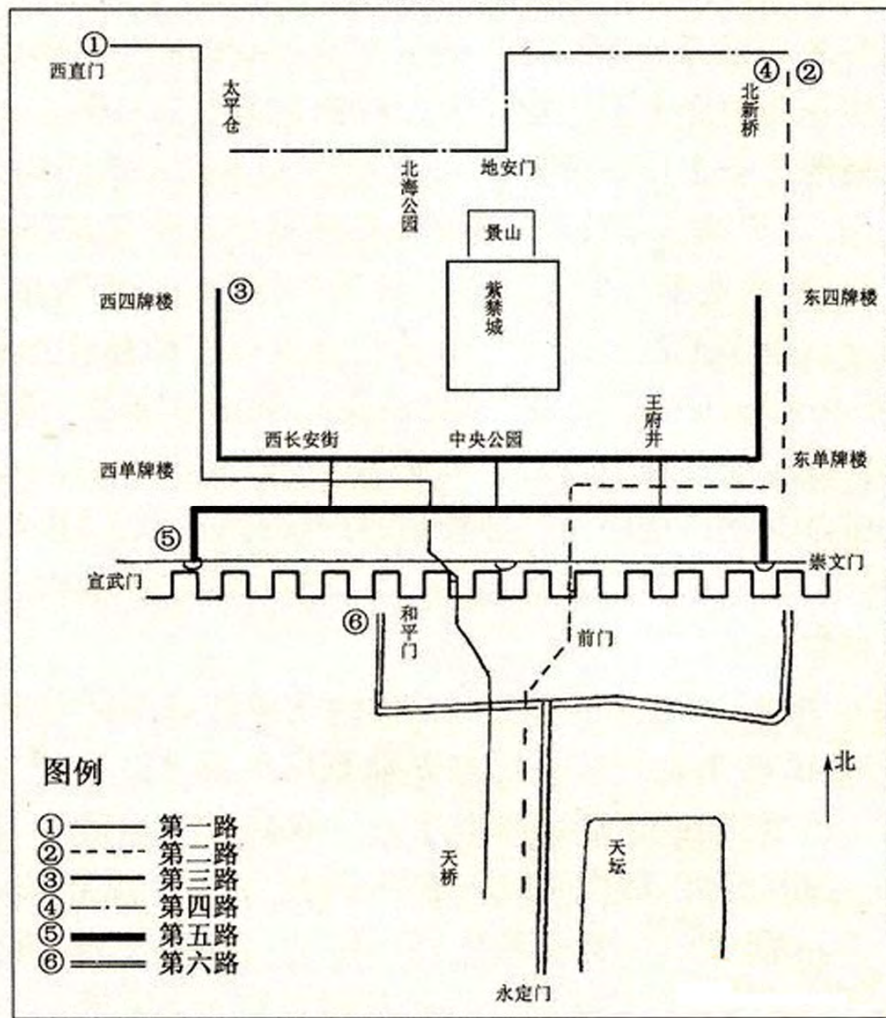 ①
西直门
太平仓
④ ②
北新桥
北海公园
地安门
景山
紫禁城
③
西四牌楼
东四牌楼
王府井
西长安街
中央公园
西单牌楼
东单牌楼
⑤
宣武门
崇文门
⑥
和平门
前门
北
天桥
天坛
永定门
图例
① 第一路
② 第二路
③ 第三路
④ 第四路
⑤ 第五路
⑥ 第六路